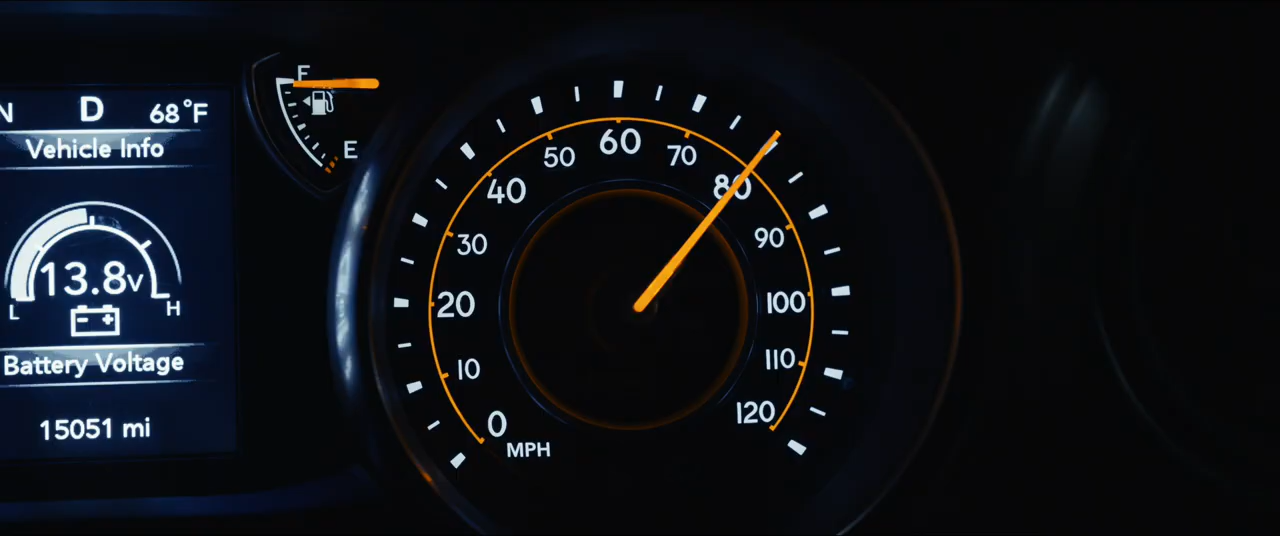 N D 68°F
Vehicle Info
13.8v
L H
Battery Voltage
15051 mi
F
E
0
10
20
30
40
50
60
70
80
90
100
110
120
MPH